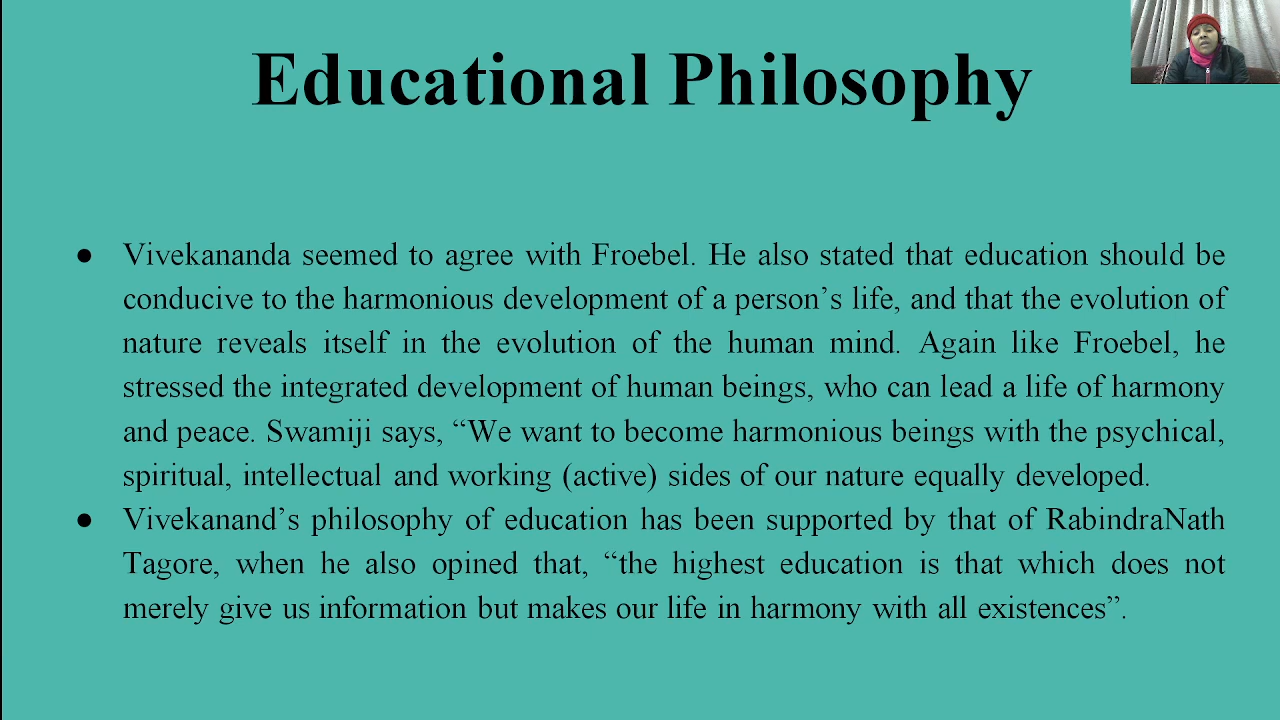 Educational Philosophy
● Vivekananda seemed to agree with Froebel. He also stated that education should be
conducive to the harmonious development of a person’s life, and that the evolution of
nature reveals itself in the evolution of the human mind. Again like Froebel, he
stressed the integrated development of human beings, who can lead a life of harmony
and peace. Swamiji says, “We want to become harmonious beings with the psychical,
spiritual, intellectual and working (active) sides of our nature equally developed.
● Vivekanand’s philosophy of education has been supported by that of RabindraNath
Tagore, when he also opined that, “the highest education is that which does not
merely give us information but makes our life in harmony with all existences”.